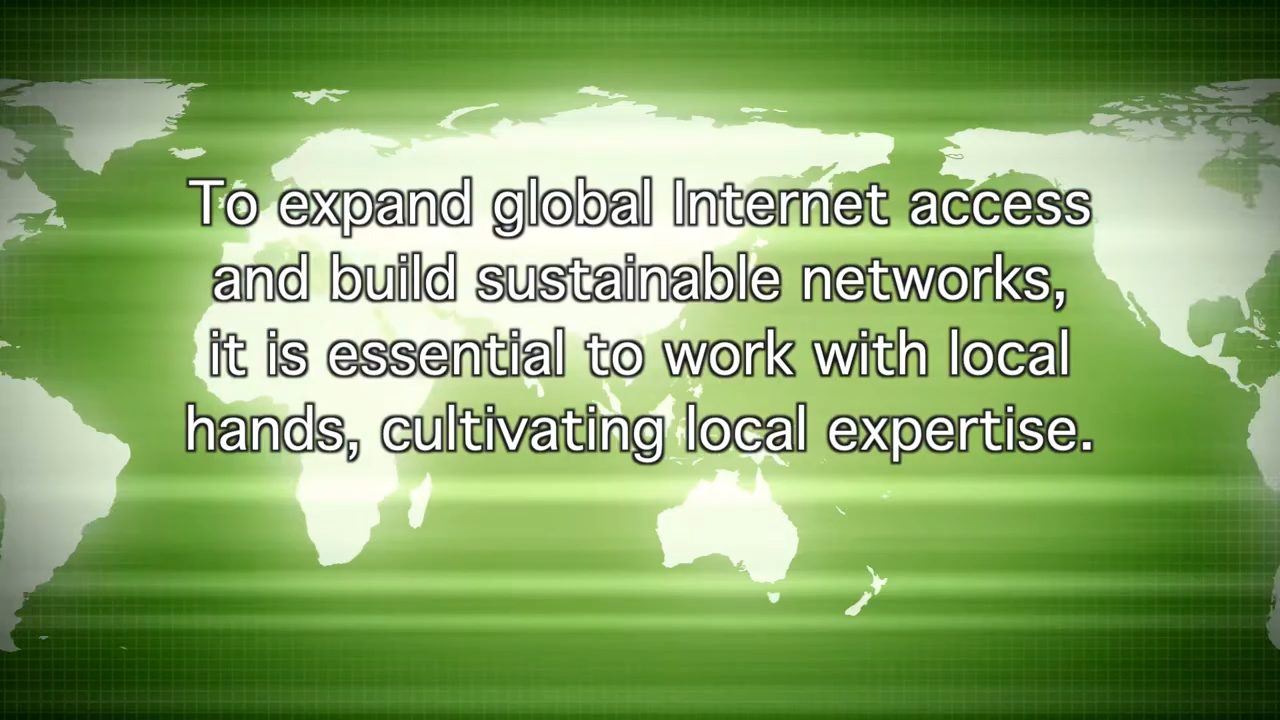 To expand global Internet access
and build sustainable networks,
it is essential to work with local
hands, cultivating local expertise.